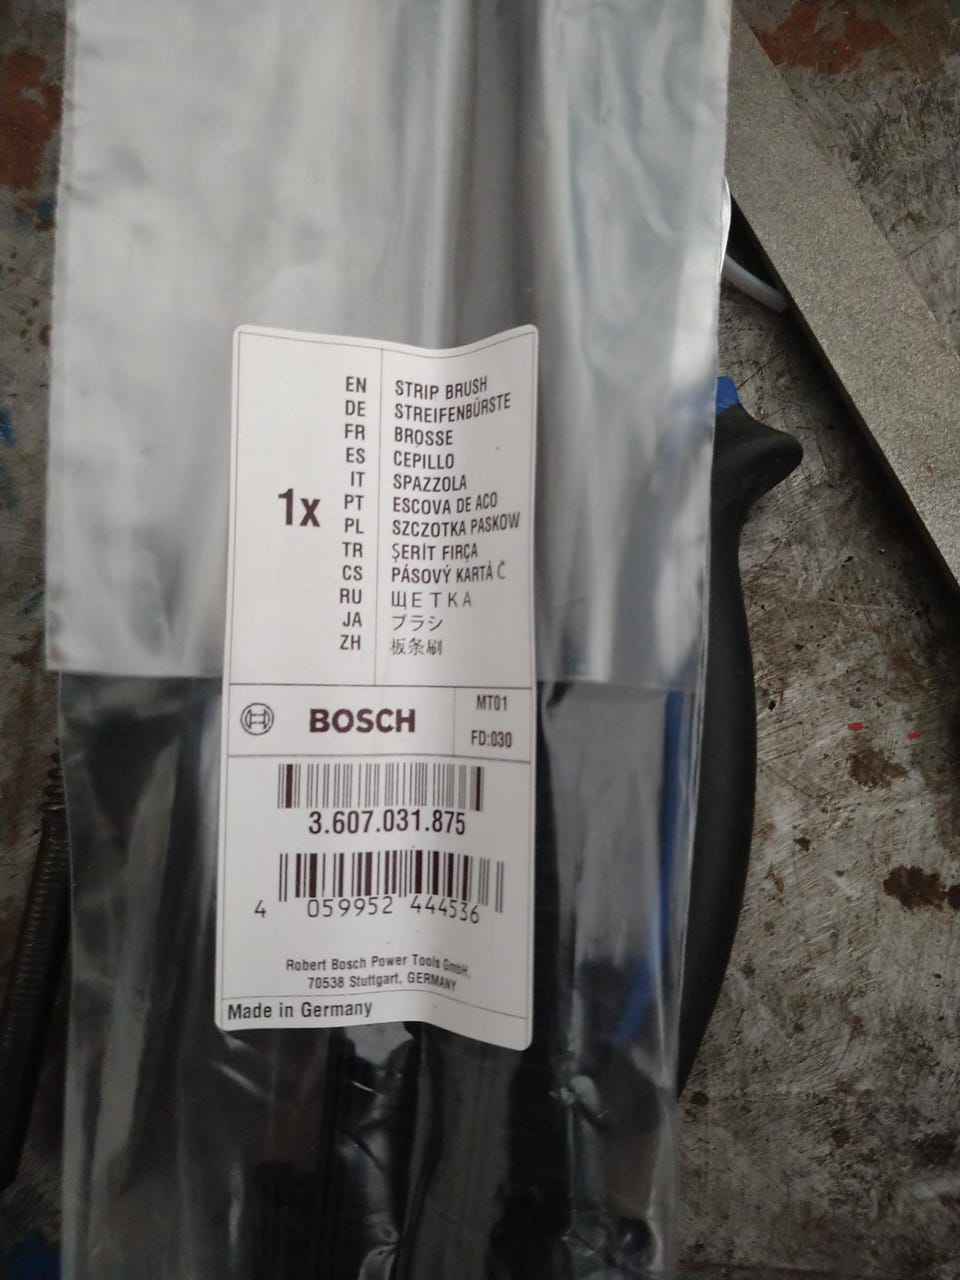 1x
EN STRIP BRUSH
DE STREIFENBÜRSTE
FR BROSSE
ES CEPILLO
IT SPAZZOLA
PT ESCOVA DE ACO
PL SZCZOTKA PASKOW
TR ŞERİT FIRÇA
CS PÁSOVÝ KARTÁČ
RU ЩЕТКА
JA ブラシ
ZH 板条刷
BOSCH
MT01
FD:030
3.607.031.875
4 059952 444536
Robert Bosch Power Tools GmbH,
70538 Stuttgart, GERMANY
Made in Germany